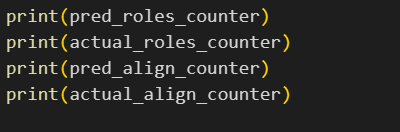 print(pred_roles_counter)
print(actual_roles_counter)
print(pred_align_counter)
print(actual_align_counter)